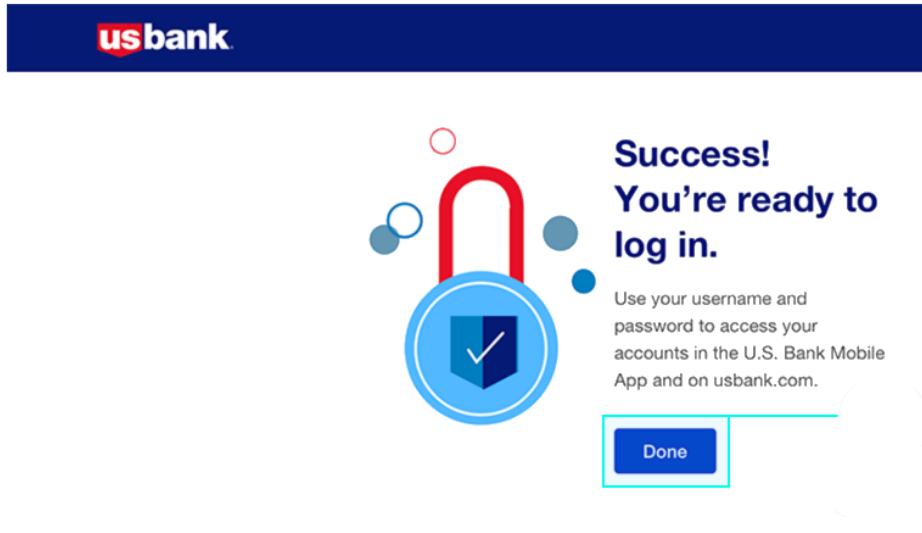 usbank.
Success!
You're ready to
log in.
Use your username and
password to access your
accounts in the U.S. Bank Mobile
App and on usbank.com.
Done